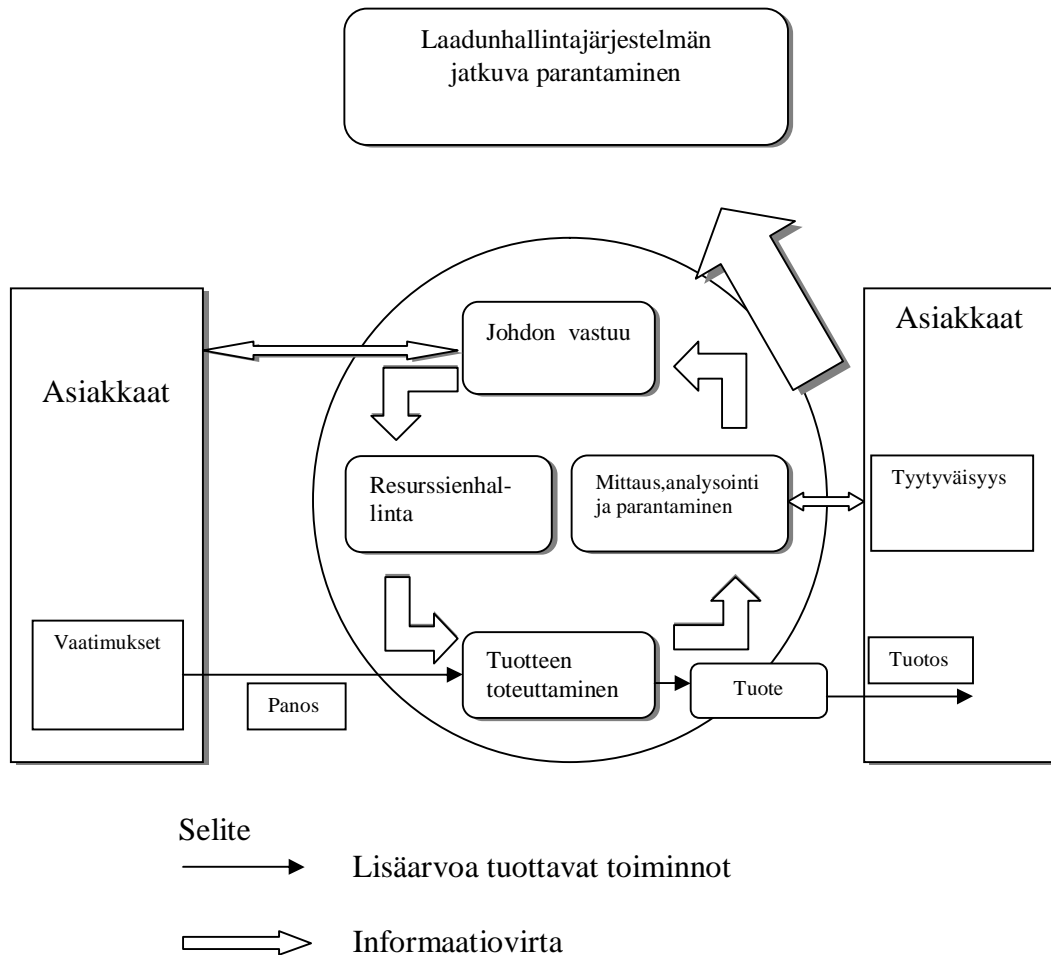 Laadunhallintajärjestelmän
jatkuva parantaminen
Asiakkaat
Johdon vastuu
Asiakkaat
Resurssienhal-
linta
Mittaus,analysointi
ja parantaminen
Tyytyväisyys
Vaatimukset
Panos
Tuotteen
toteuttaminen
Tuote
Tuotos
Selite
Lisäarvoa tuottavat toiminnot
Informaatiovirta